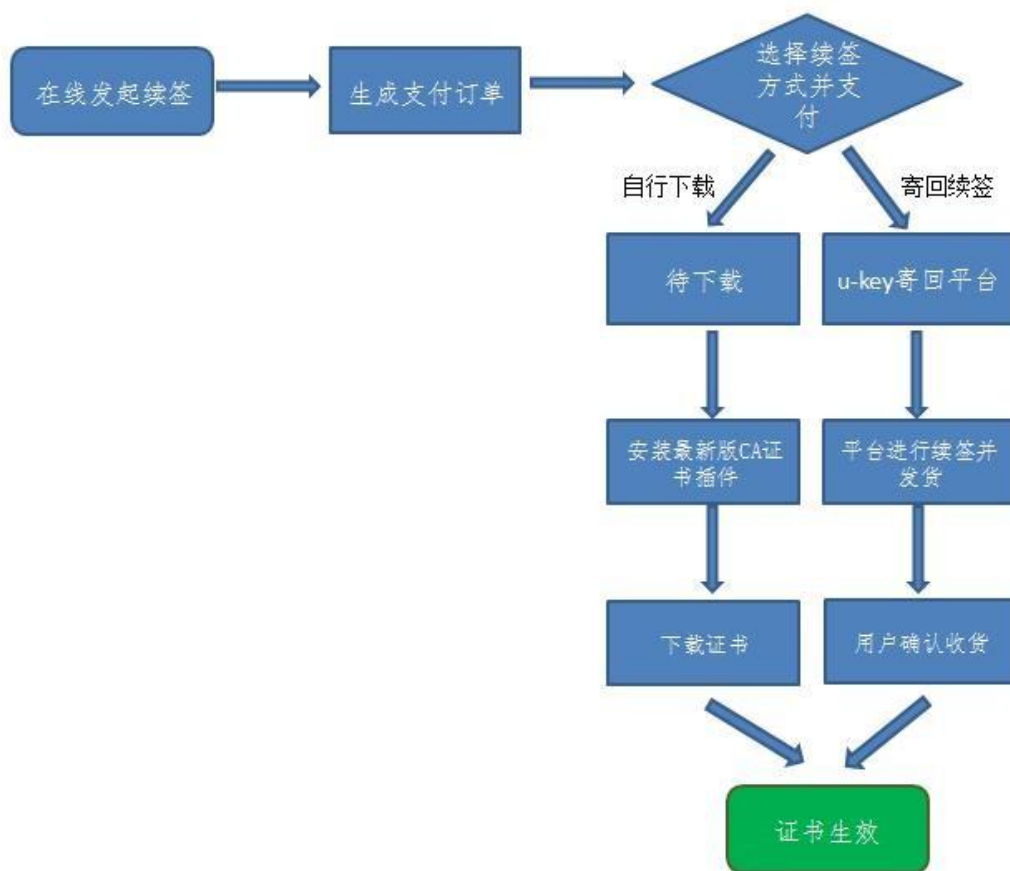 在线发起续签
生成支付订单
选择续签
方式并支
付
自行下载
寄回续签
待下载
u-key寄回平台
安装最新版CA证
书插件
平台进行续签并
发货
下载证书
用户确认收货
证书生效